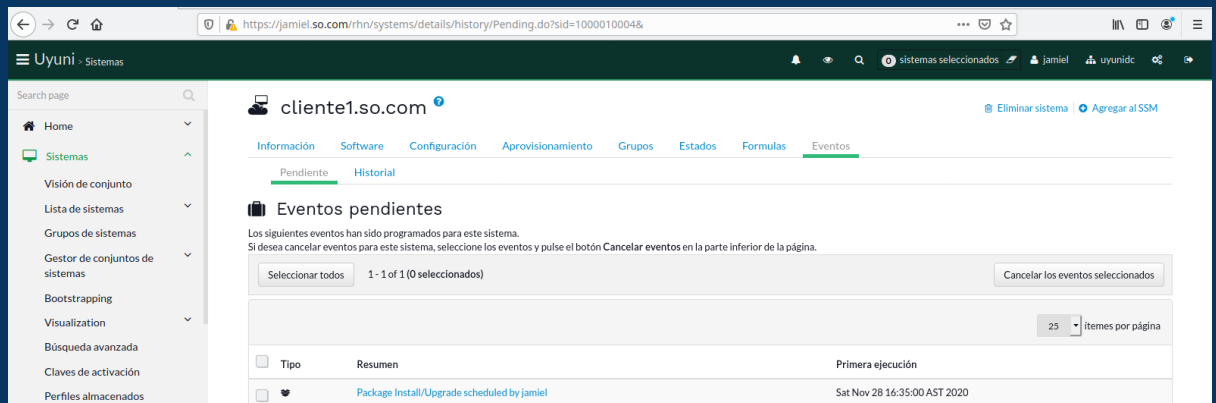 https://jamiel.so.com/rhn/systems/details/history/Pending.do?sid=1000010004&
Uyuni > Sistemas
0 sistemas seleccionados jamiel uyunidc
Search page
Home
Sistemas
Visión de conjunto
Lista de sistemas
Grupos de sistemas
Gestor de conjuntos de
sistemas
Bootstrapping
Visualization
Búsqueda avanzada
Claves de activación
Perfiles almacenados
cliente1.so.com ?
Eliminar sistema | Agregar al SSM
Información Software Configuración Aprovisionamiento Grupos Estados Formulas Eventos
Pendiente Historial
Eventos pendientes
Los siguientes eventos han sido programados para este sistema.
Si desea cancelar eventos para este sistema, seleccione los eventos y pulse el botón Cancelar eventos en la parte inferior de la página.
Seleccionar todos 1 - 1 of 1 (0 seleccionados) Cancelar los eventos seleccionados
25 ítemes por página
Tipo Resumen Primera ejecución
Package Install/Upgrade scheduled by jamiel Sat Nov 28 16:35:00 AST 2020